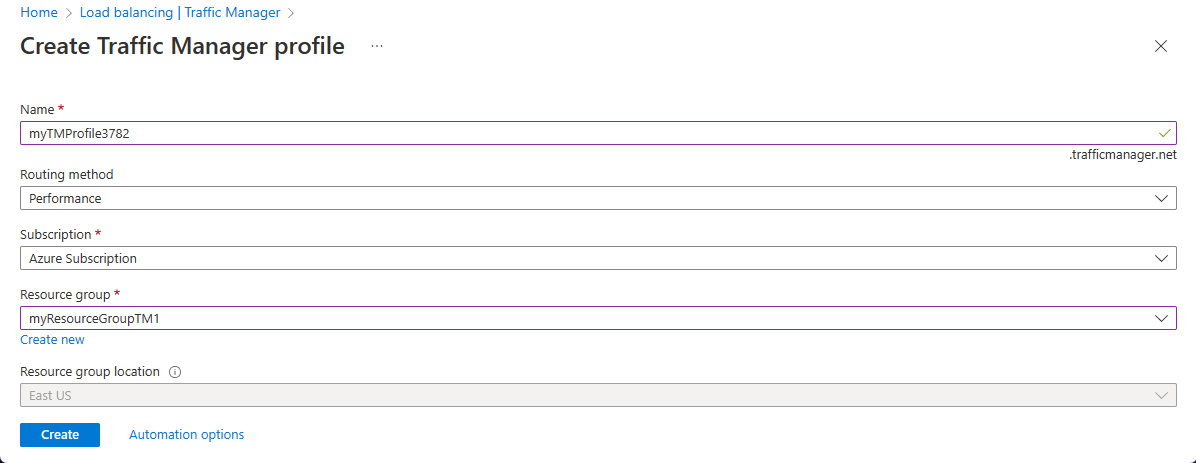 Home > Load balancing | Traffic Manager >
Create Traffic Manager profile ...
Name *
myTMProfile3782
.trafficmanager.net
Routing method
Performance
Subscription *
Azure Subscription
Resource group *
myResourceGroupTM1
Create new
Resource group location
East US
Create Automation options